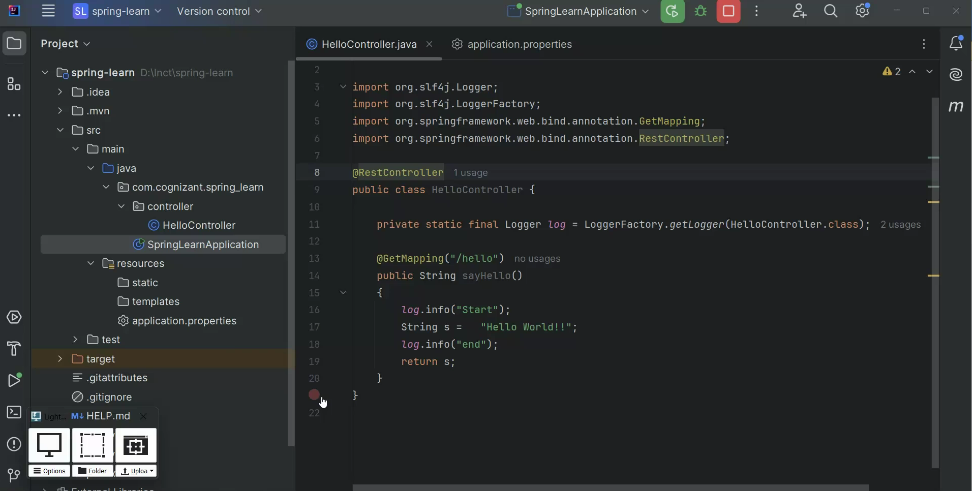 SL spring-learn Version control SpringLearnApplication
Project
HelloController.java application.properties
spring-learn D:\Inct\spring-learn
.idea
.mvn
src
main
java
com.cognizant.spring_learn
controller
HelloController
SpringLearnApplication
resources
static
templates
application.properties
test
target
.gitattributes
.gitignore
HELP.md
Light...
Options Folder
External Libraries
2
2
3 import org.slf4j.Logger;
4 import org.slf4j.LoggerFactory;
5 import org.springframework.web.bind.annotation.GetMapping;
6 import org.springframework.web.bind.annotation.RestController;
7
8 @RestController 1 usage
9 public class HelloController {
10
11 private static final Logger log = LoggerFactory.getLogger(HelloController.class); 2 usages
12
13 @GetMapping("/hello") no usages
14 public String sayHello()
15 {
16 log.info("Start");
17 String s = "Hello World!!";
18 log.info("end");
19 return s;
20 }
}
22
m